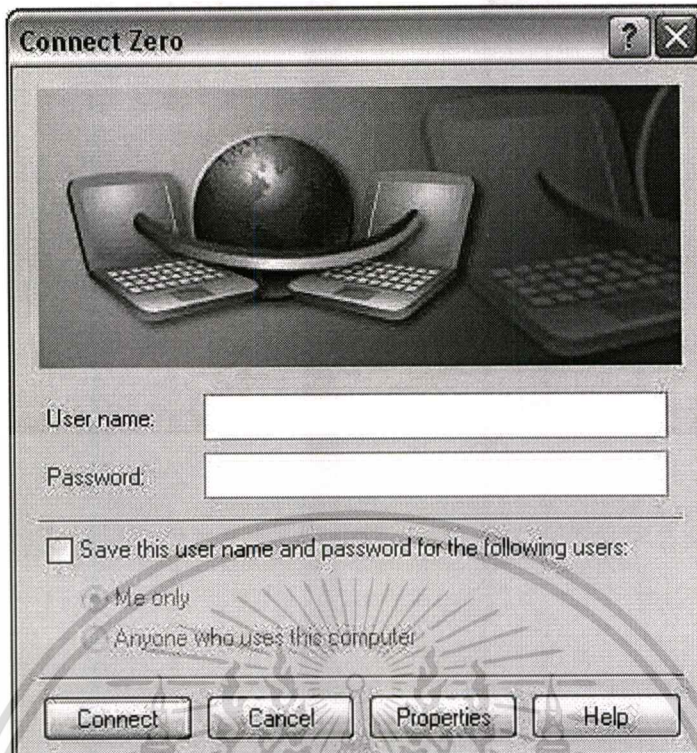 Connect Zero
User name:
Password:
Save this user name and password for the following users:
Me only
Anyone who uses this computer
Connect Cancel Properties Help